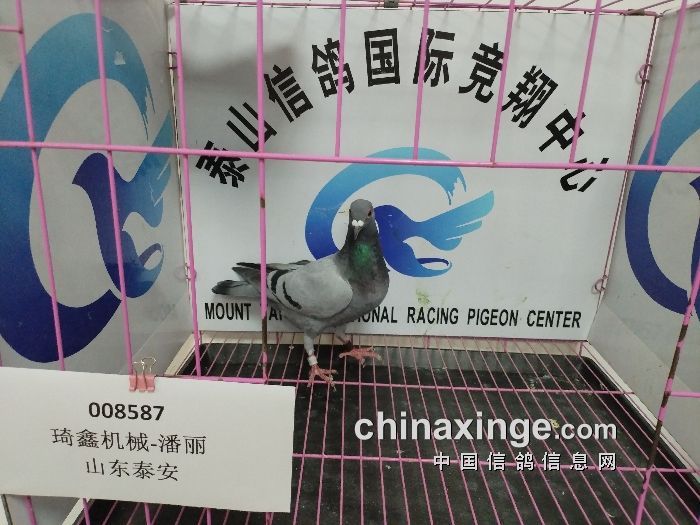 泰山信鸽国际竞翔中心
MOUNT
NAL RACING PIGEON CENTER
008587
琦鑫机械-潘丽
山东泰安
chinaxinge.com
中国信鸽信息网